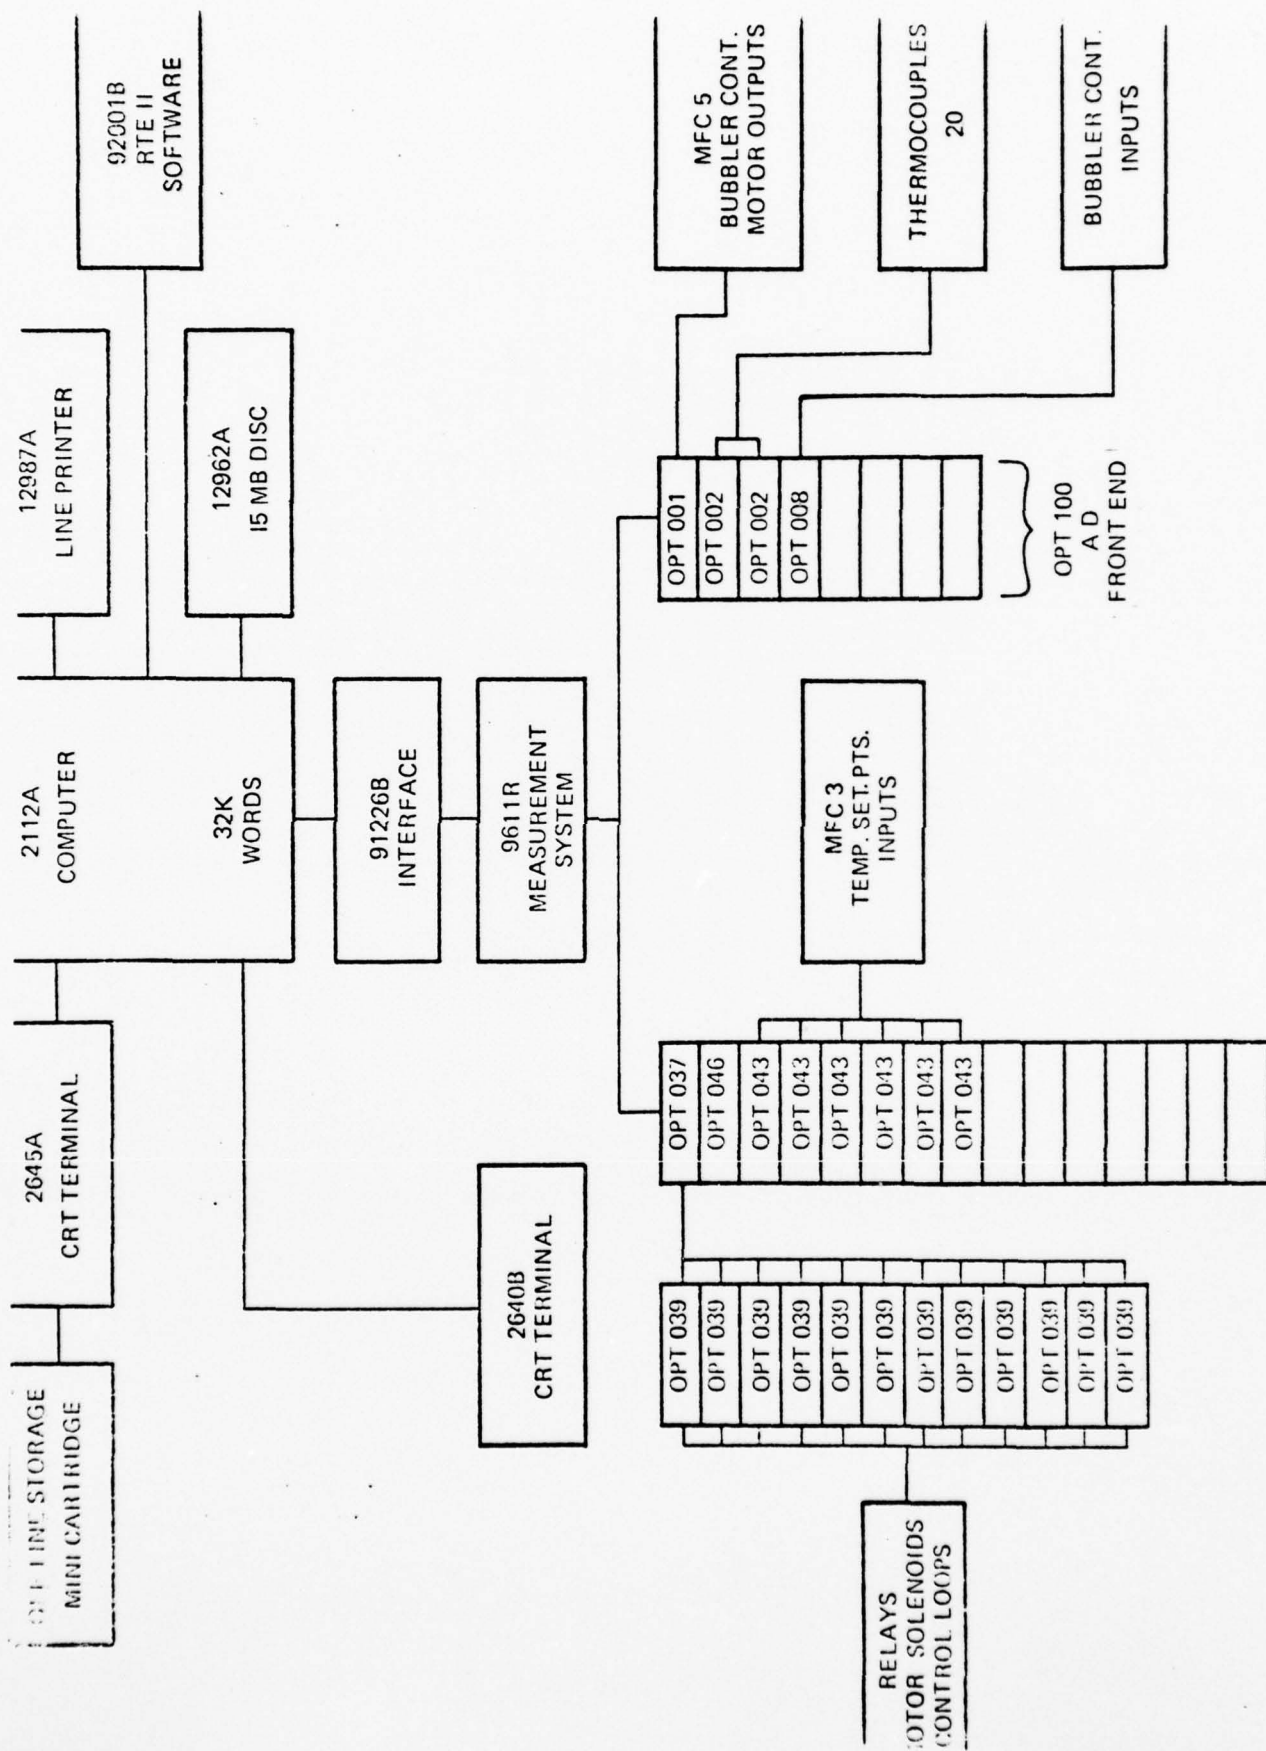 OFF LINE STORAGE
MINI CARTRIDGE
2645A
CRT TERMINAL
2112A
COMPUTER
32K
WORDS
12987A
LINE PRINTER
12962A
15 MB DISC
92001B
RTE II
SOFTWARE
91226B
INTERFACE
2640B
CRT TERMINAL
9611R
MEASUREMENT
SYSTEM
RELAYS
OTOR SOLENOIDS
CONTROL LOOPS
OPT 039
OPT 039
OPT 039
OPT 039
OPT 039
OPT 039
OPT 039
OPT 039
OPT 039
OPT 039
OPT 039
OPT 039
OPT 037
OPT 046
OPT 043
OPT 043
OPT 043
OPT 043
OPT 043
OPT 043
MFC 3
TEMP. SET. PTS.
INPUTS
OPT 001
OPT 002
OPT 002
OPT 008
OPT 100
A D
FRONT END
MFC 5
BUBBLER CONT.
MOTOR OUTPUTS
THERMOCOUPLES
20
BUBBLER CONT.
INPUTS